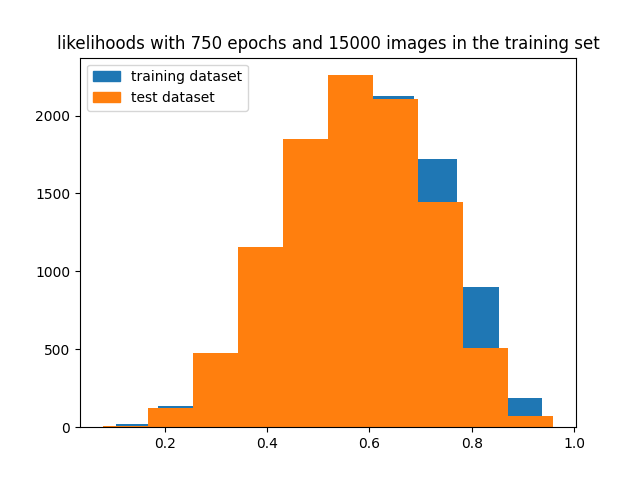 likelihoods with 750 epochs and 15000 images in the training set
training dataset
test dataset
2000
1500
1000
500
0
0.2 0.4 0.6 0.8 1.0